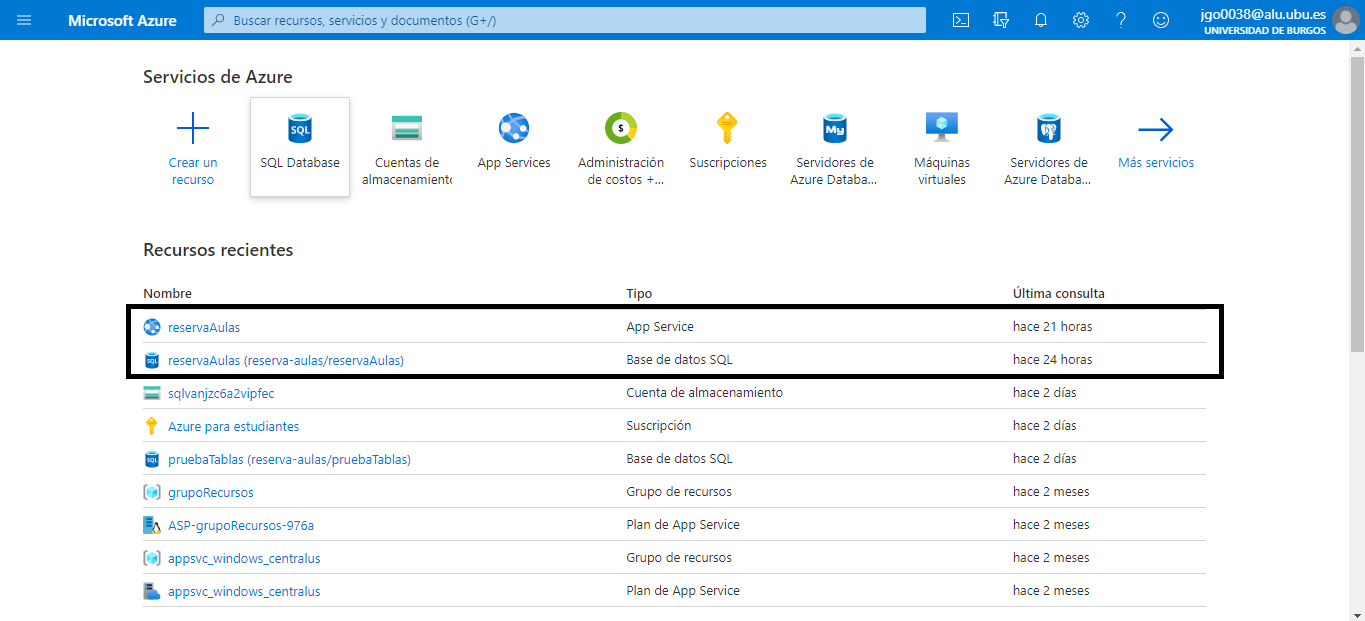 Microsoft Azure
Buscar recursos, servicios y documentos (G+/)
jgo0038@alu.ubu.es
UNIVERSIDAD DE BURGOS
Servicios de Azure
Crear un
recurso
SQL
SQL Database
Cuentas de
almacenamiento
App Services
$
Administración
de costos +...
Suscripciones
My
Servidores de
Azure Databa...
Máquinas
virtuales
Servidores de
Azure Databa...
Más servicios
Recursos recientes
Nombre Tipo Última consulta
reservaAulas App Service hace 21 horas
SQL reservaAulas (reserva-aulas/reservaAulas) Base de datos SQL hace 24 horas
sqlvanjzc6a2vipfec Cuenta de almacenamiento hace 2 días
Azure para estudiantes Suscripción hace 2 días
SQL pruebaTablas (reserva-aulas/pruebaTablas) Base de datos SQL hace 2 días
grupoRecursos Grupo de recursos hace 2 meses
ASP-grupoRecursos-976a Plan de App Service hace 2 meses
appsvc_windows_centralus Grupo de recursos hace 2 meses
appsvc_windows_centralus Plan de App Service hace 2 meses